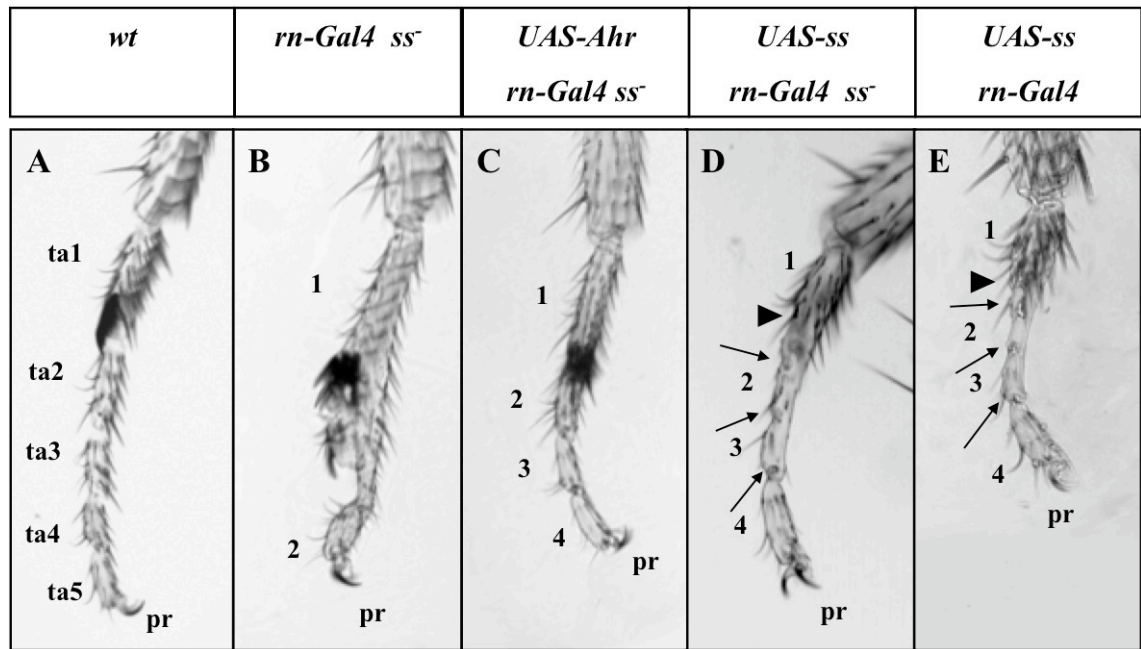 wt
rn-Gal4 ss-
UAS-Ahr
rn-Gal4 ss-
UAS-ss
rn-Gal4 ss-
UAS-ss
rn-Gal4
A
ta1
ta2
ta3
ta4
ta5
pr
B
1
2
pr
C
1
2
3
4
pr
D
1
2
3
4
pr
E
1
2
3
4
pr